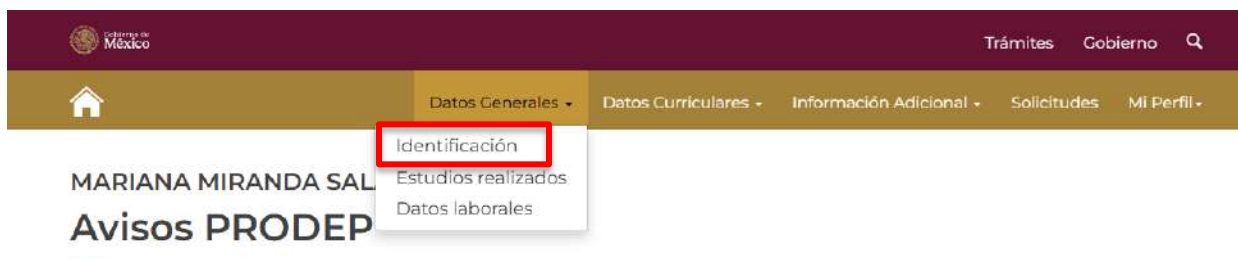 Gobierno de
México
Trámites Gobierno
Datos Generales Datos Curriculares Información Adicional Solicitudes Mi Perfil
Identificación
Estudios realizados
Datos laborales
MARIANA MIRANDA
Avisos PRODEP